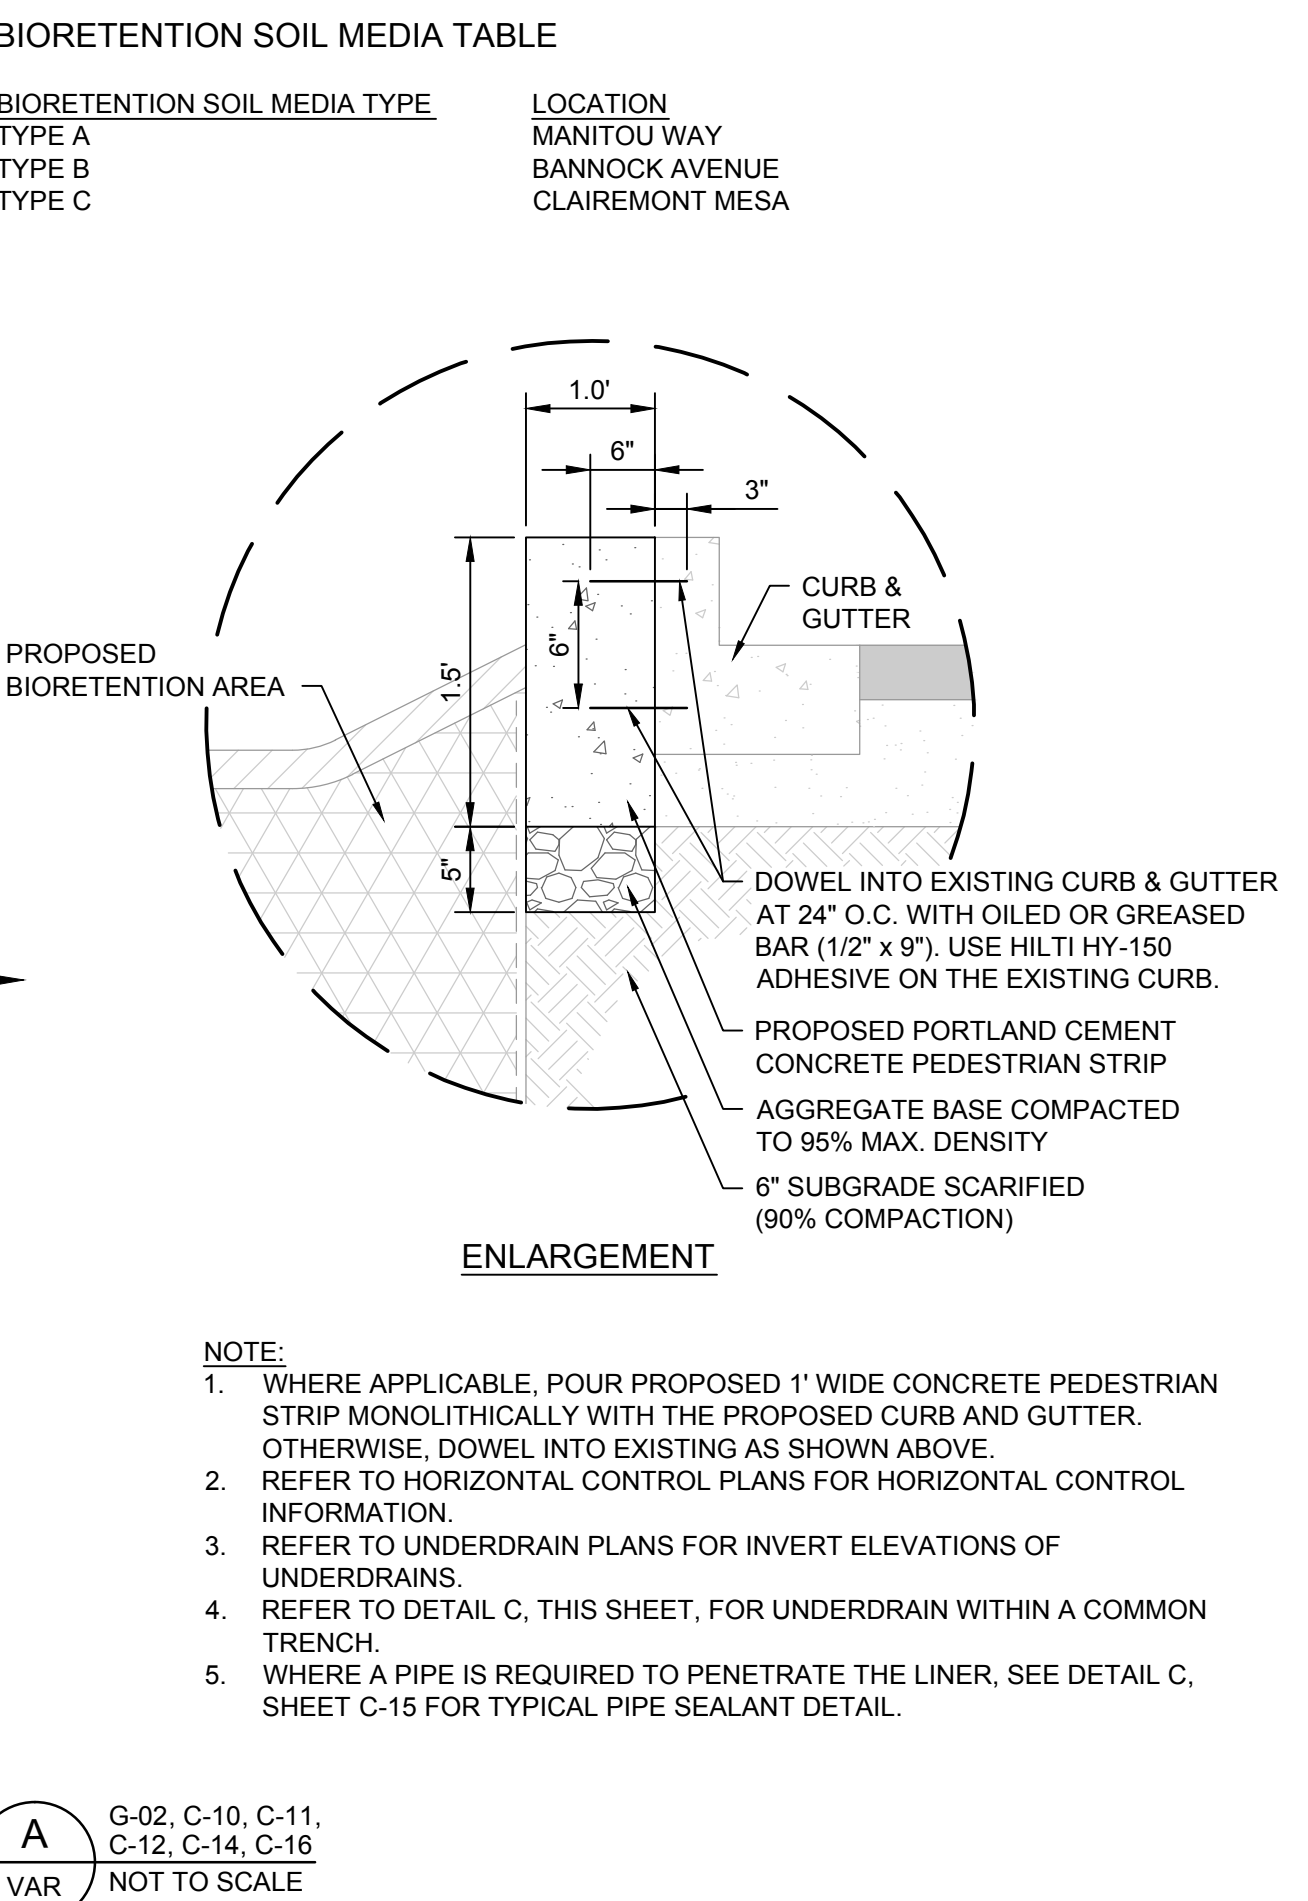 BIORETENTION SOIL MEDIA TABLE
BIORETENTION SOIL MEDIA TYPE LOCATION
TYPE A MANITOU WAY
TYPE B BANNOCK AVENUE
TYPE C CLAIREMONT MESA
1.0'
6"
3"
CURB &
GUTTER
6"
PROPOSED
BIORETENTION AREA
1.5'
5"
DOWEL INTO EXISTING CURB & GUTTER
AT 24" O.C. WITH OILED OR GREASED
BAR (1/2" x 9"). USE HILTI HY-150
ADHESIVE ON THE EXISTING CURB.
PROPOSED PORTLAND CEMENT
CONCRETE PEDESTRIAN STRIP
AGGREGATE BASE COMPACTED
TO 95% MAX. DENSITY
6" SUBGRADE SCARIFIED
(90% COMPACTION)
ENLARGEMENT
NOTE:
1. WHERE APPLICABLE, POUR PROPOSED 1' WIDE CONCRETE PEDESTRIAN
STRIP MONOLITHICALLY WITH THE PROPOSED CURB AND GUTTER.
OTHERWISE, DOWEL INTO EXISTING AS SHOWN ABOVE.
2. REFER TO HORIZONTAL CONTROL PLANS FOR HORIZONTAL CONTROL
INFORMATION.
3. REFER TO UNDERDRAIN PLANS FOR INVERT ELEVATIONS OF
UNDERDRAINS.
4. REFER TO DETAIL C, THIS SHEET, FOR UNDERDRAIN WITHIN A COMMON
TRENCH.
5. WHERE A PIPE IS REQUIRED TO PENETRATE THE LINER, SEE DETAIL C,
SHEET C-15 FOR TYPICAL PIPE SEALANT DETAIL.
A
G-02, C-10, C-11,
C-12, C-14, C-16
VAR
NOT TO SCALE